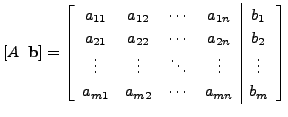 [A b] = [ a₁₁ a₁₂ ⋯ a₁ₙ | b₁
a₂₁ a₂₂ ⋯ a₂ₙ | b₂
⋮ ⋮ ⋱ ⋮ | ⋮
aₘ₁ aₘ₂ ⋯ aₘₙ | bₘ ]